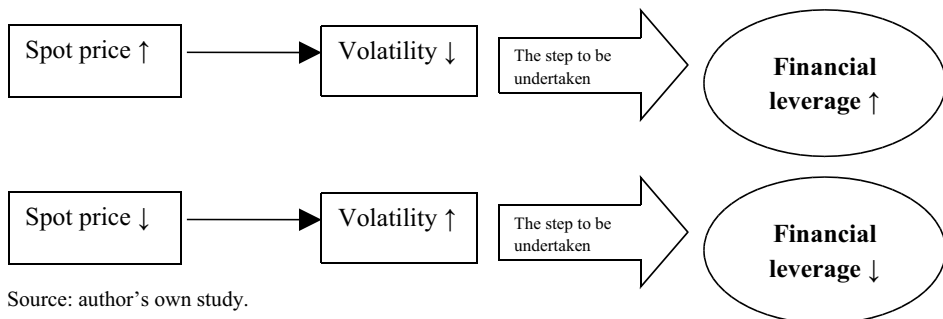 Spot price ↑
Volatility ↓
The step to be
undertaken
Financial
leverage ↑
Spot price ↓
Volatility ↑
The step to be
undertaken
Financial
leverage ↓
Source: author’s own study.